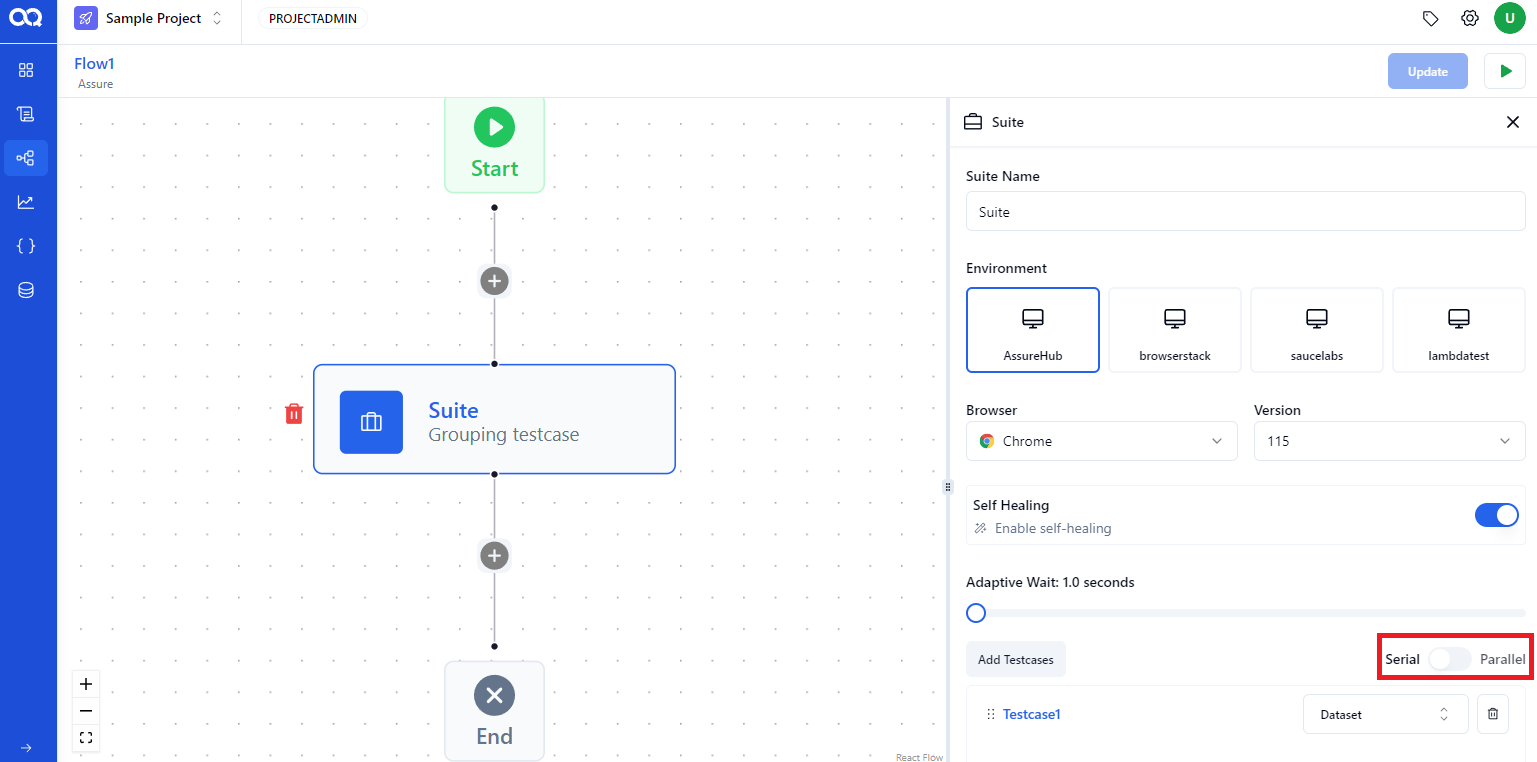 Sample Project
PROJECTADMIN
U
Flow1
Assure
Update
Start
Suite
Grouping testcase
End
React Flow
Suite
Suite Name
Suite
Environment
AssureHub
browserstack
saucelabs
lambdatest
Browser
Version
Chrome
115
Self Healing
Enable self-healing
Adaptive Wait: 1.0 seconds
Add Testcases
Serial
Parallel
Testcase1
Dataset